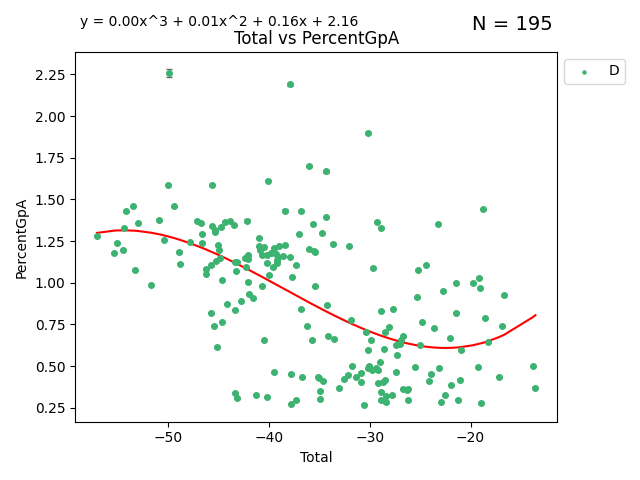 y = 0.00x^3 + 0.01x^2 + 0.16x + 2.16
N = 195
Total vs PercentGpA
D
PercentGpA
2.25
2.00
1.75
1.50
1.25
1.00
0.75
0.50
0.25
−50 −40 −30 −20
Total